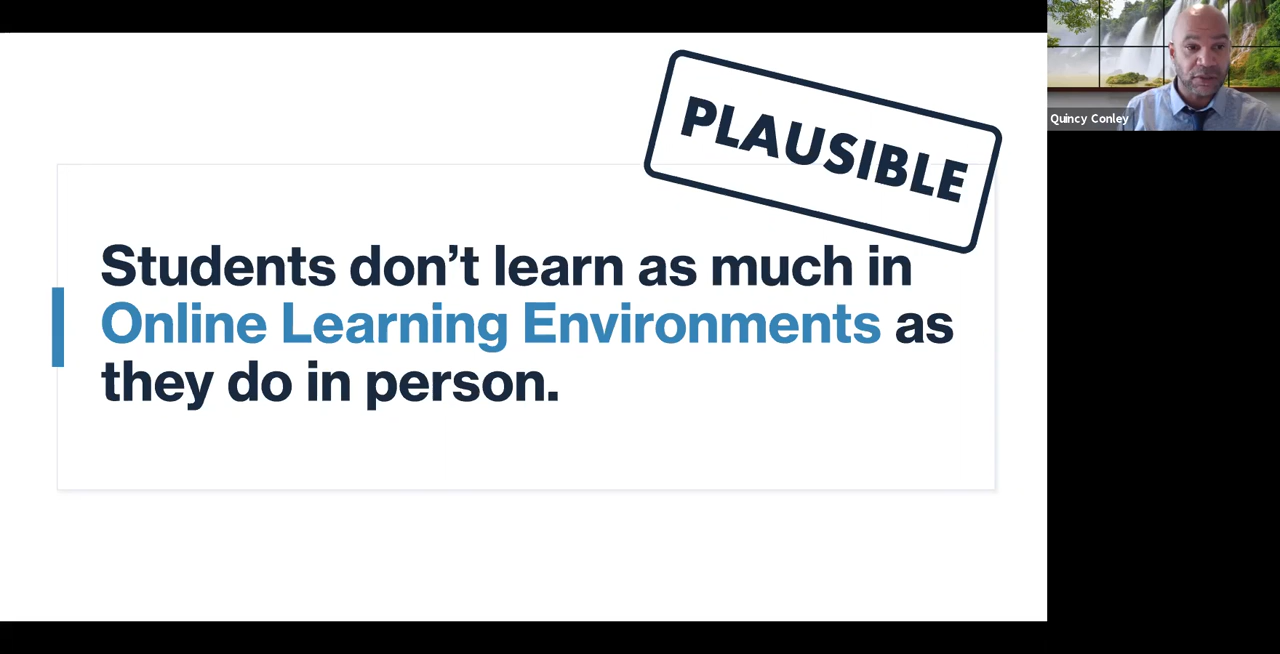 PLAUSIBLE
Students don’t learn as much in
Online Learning Environments as
they do in person.
Quincy Conley